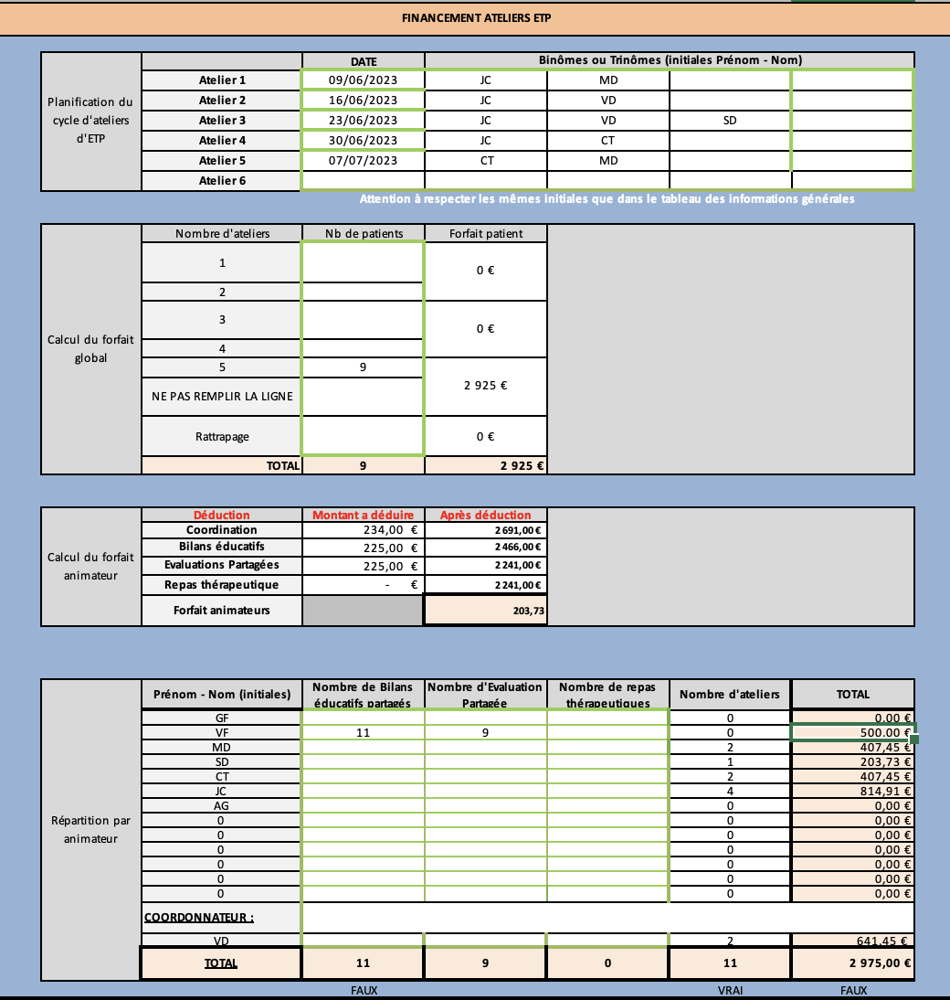 FINANCEMENT ATELIERS ETP
DATE Binômes ou Trinômes (initiales Prénom - Nom)
Planification du cycle d'ateliers d'ETP
Atelier 1 09/06/2023 JC MD
Atelier 2 16/06/2023 JC VD
Atelier 3 23/06/2023 JC VD SD
Atelier 4 30/06/2023 JC CT
Atelier 5 07/07/2023 CT MD
Atelier 6
Attention à respecter les mêmes initiales que dans le tableau des informations générales
Calcul du forfait global
Nombre d'ateliers Nb de patients Forfait patient
1 0 €
2
3 0 €
4
5 9 2 925 €
NE PAS REMPLIR LA LIGNE
Rattrapage 0 €
TOTAL 9 2 925 €
Calcul du forfait animateur
Déduction Montant a déduire Après déduction
Coordination 234,00 € 2 691,00 €
Bilans éducatifs 225,00 € 2 466,00 €
Evaluations Partagées 225,00 € 2 241,00 €
Repas thérapeutique - € 2 241,00 €
Forfait animateurs 203,73
Répartition par animateur
Prénom - Nom (initiales) Nombre de Bilans éducatifs partagés Nombre d'Evaluation Partagée Nombre de repas thérapeutiques Nombre d'ateliers TOTAL
GF 0 0,00 €
VF 11 9 0 500,00 €
MD 2 407,45 €
SD 1 203,73 €
CT 2 407,45 €
JC 4 814,91 €
AG 0 0,00 €
0 0 0,00 €
0 0 0,00 €
0 0 0,00 €
0 0 0,00 €
0 0 0,00 €
0 0 0,00 €
COORDONNATEUR :
VD 2 641,45 €
TOTAL 11 9 0 11 2 975,00 €
FAUX VRAI FAUX